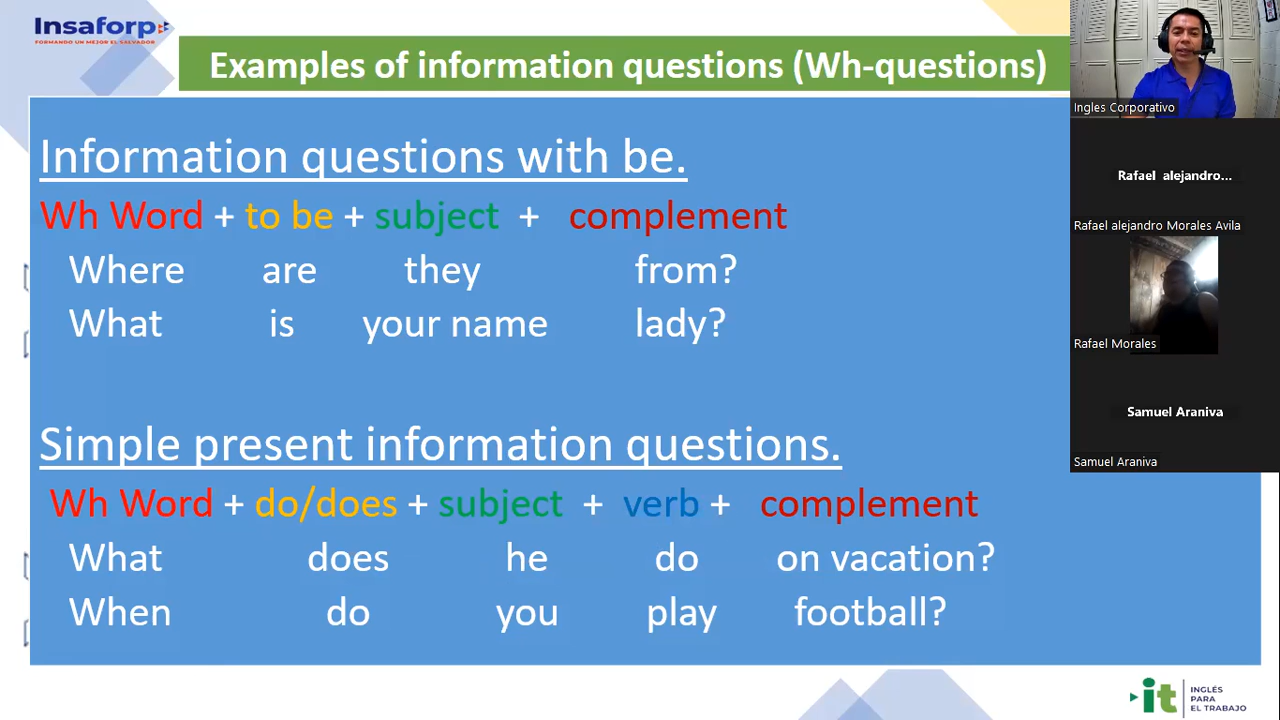 Insaforp
FORMANDO UN MEJOR EL SALVADOR
Examples of information questions (Wh-questions)
Information questions with be.
Wh Word + to be + subject + complement
Where are they from?
What is your name lady?
Simple present information questions.
Wh Word + do/does + subject + verb + complement
What does he do on vacation?
When do you play football?
Ingles Corporativo
Rafael alejandro...
Rafael alejandro Morales Avila
Rafael Morales
Samuel Araniva
Samuel Araniva
it
INGLÉS
PARA
EL TRABAJO